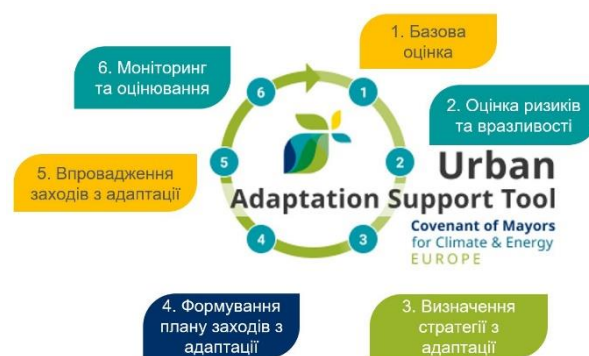 1. Базова
оцінка
2. Оцінка ризиків
та вразливості
3. Визначення
стратегії з
адаптації
4. Формування
плану заходів з
адаптації
5. Впровадження
заходів з адаптації
6. Моніторинг
та оцінювання
1
2
3
4
5
6
Urban
Adaptation Support Tool
Covenant of Mayors
for Climate & Energy
EUROPE